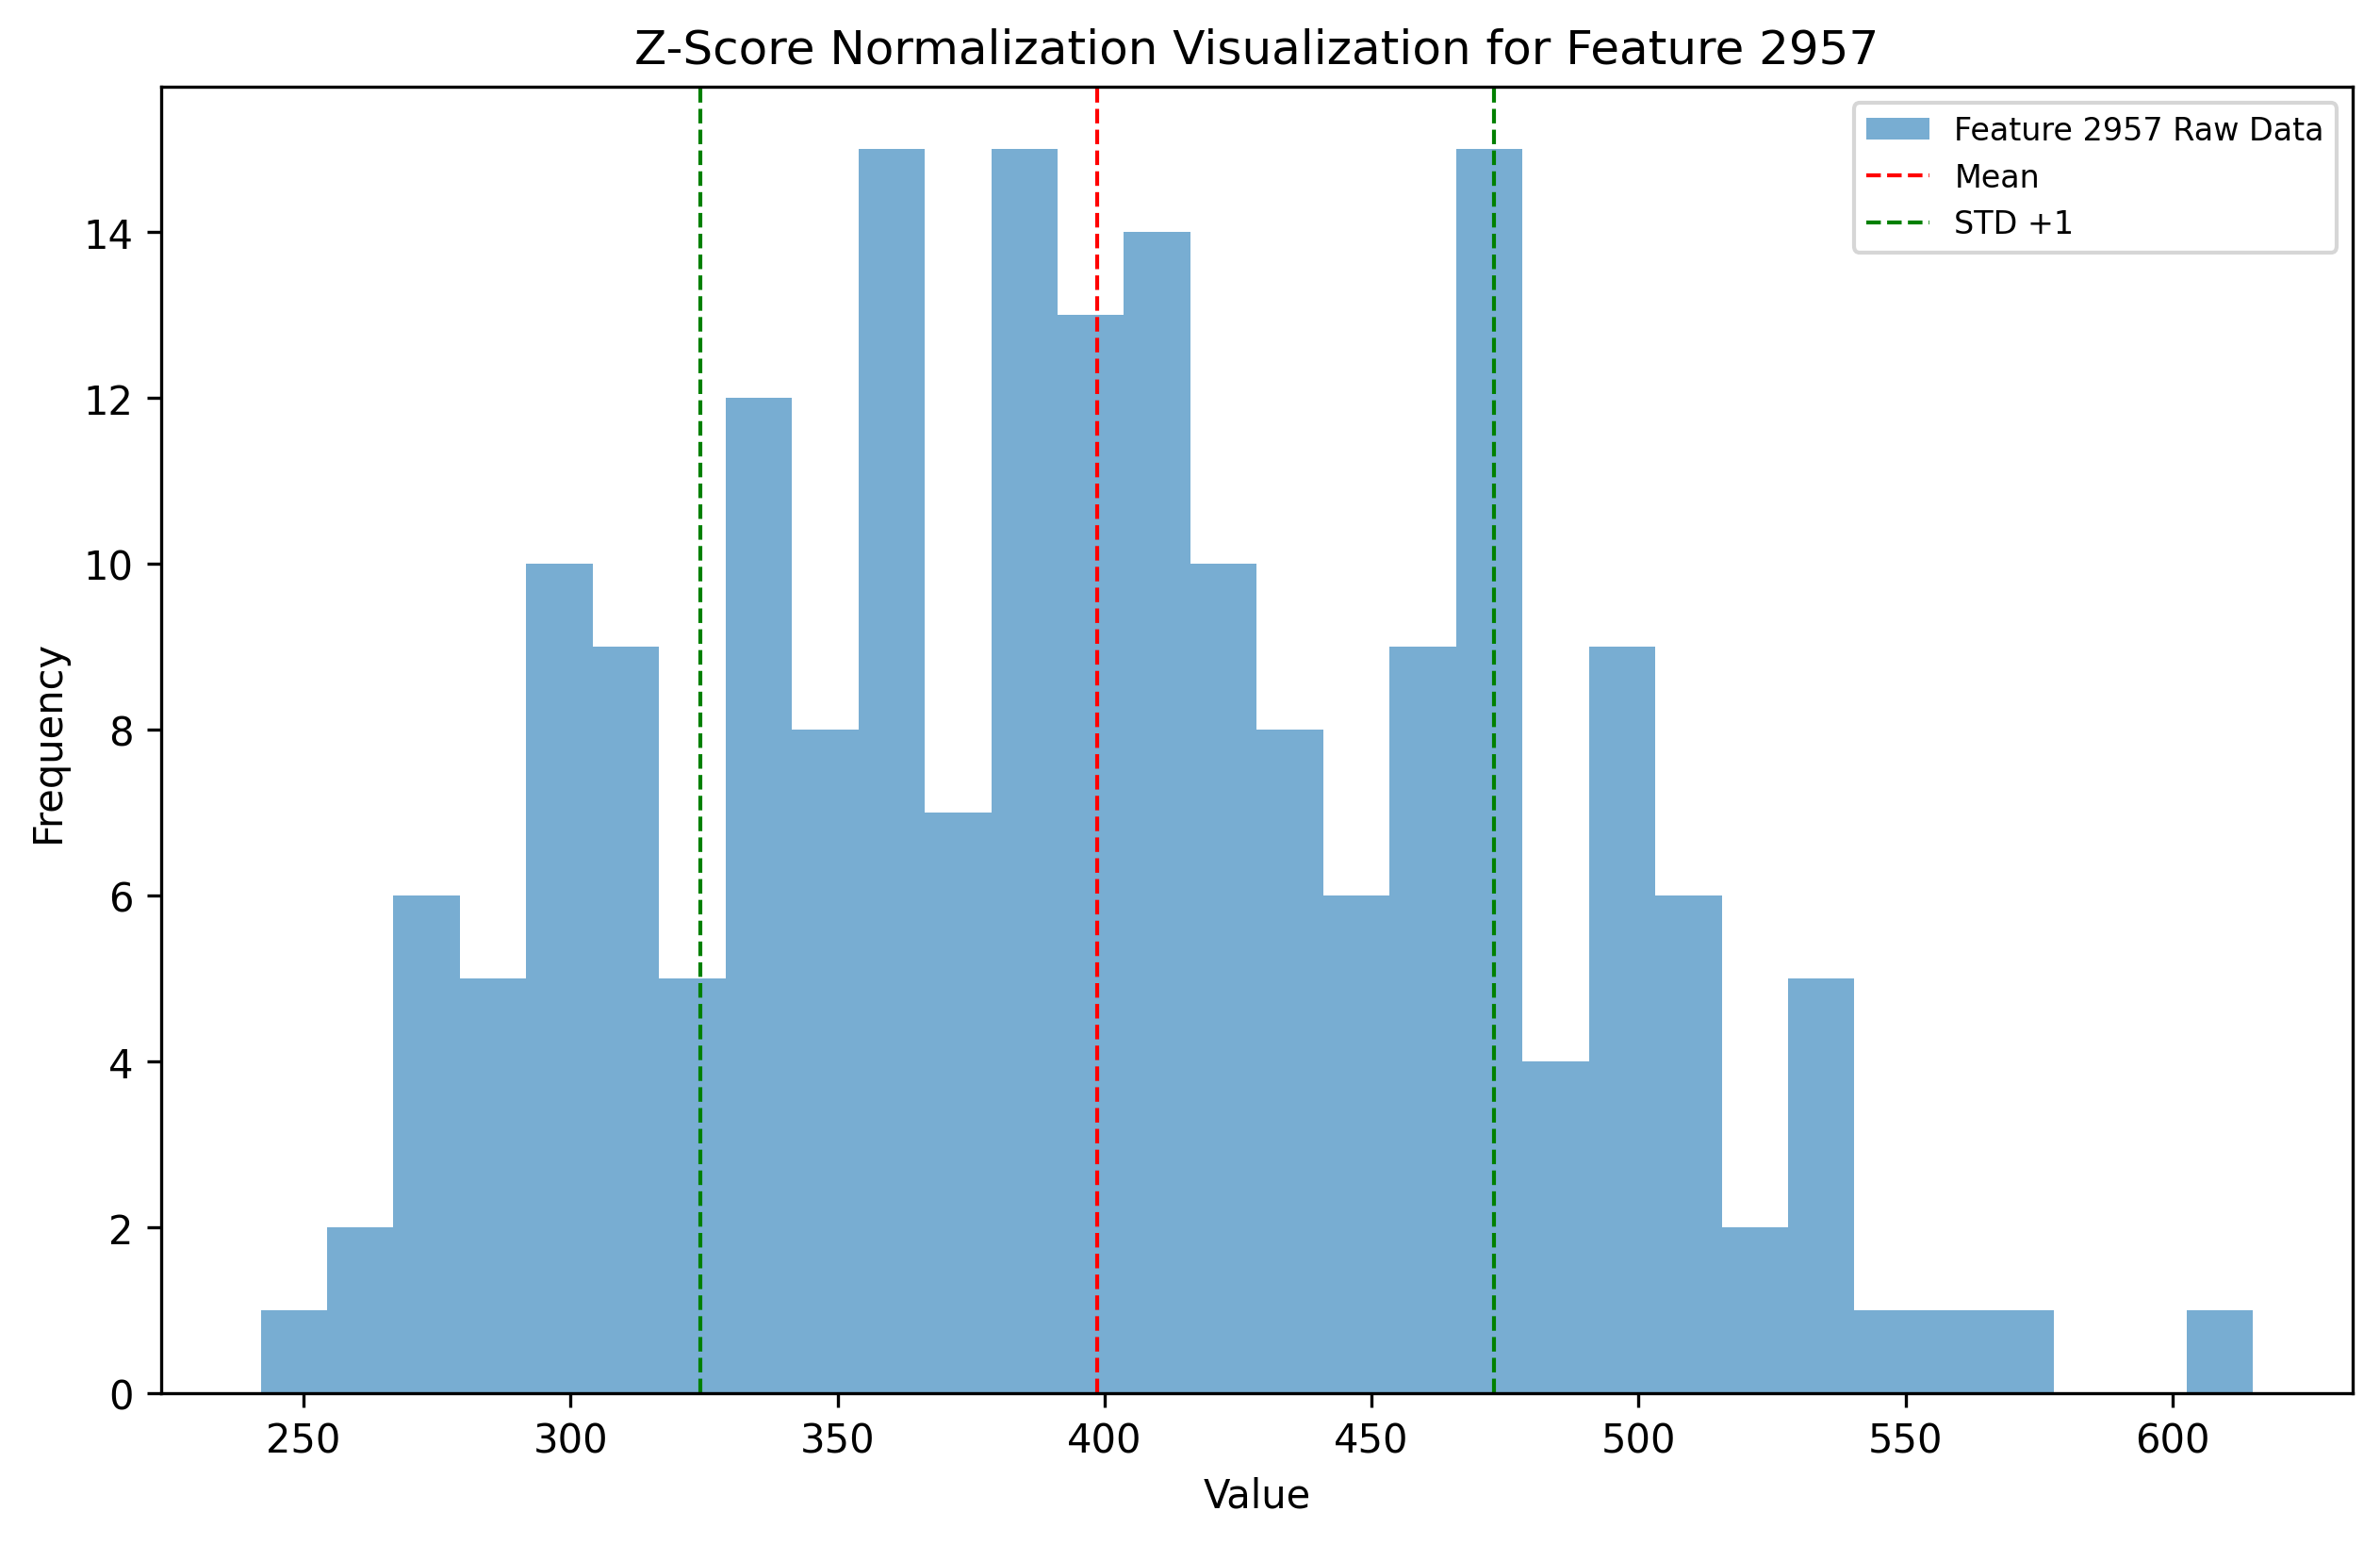 Z-Score Normalization Visualization for Feature 2957
Feature 2957 Raw Data
Mean
STD +1
14
12
10
8
6
4
2
0
Frequency
250 300 350 400 450 500 550 600
Value